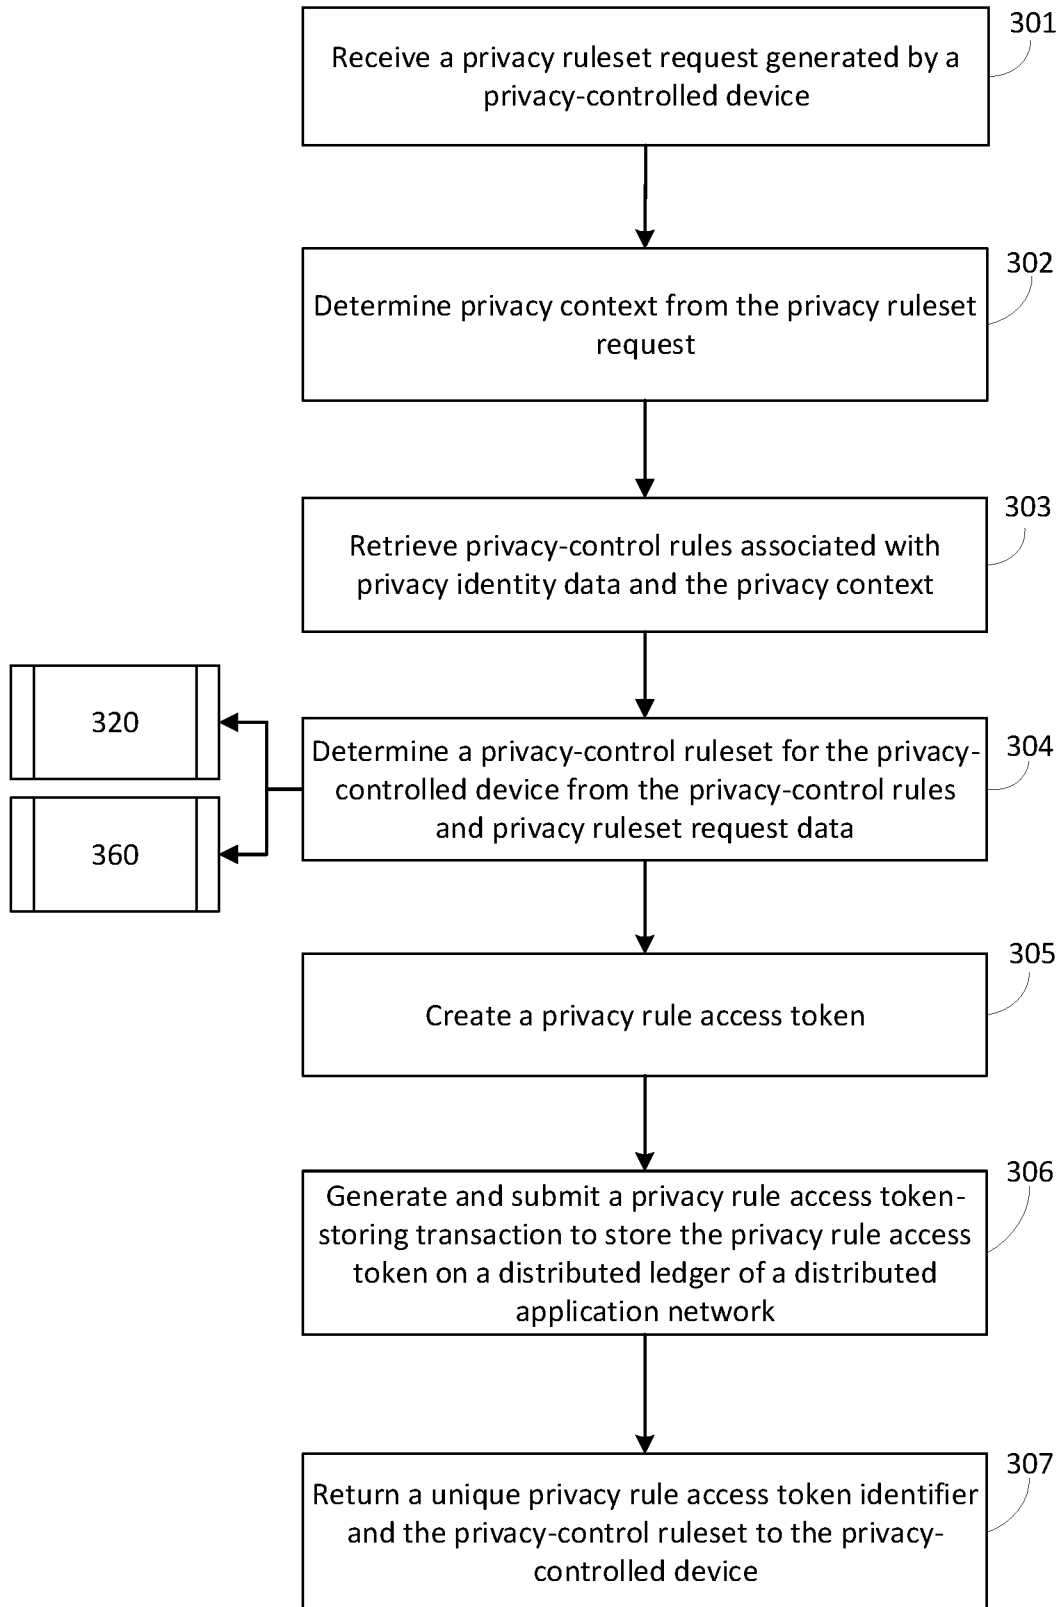 301
Receive a privacy ruleset request generated by a
privacy-controlled device
302
Determine privacy context from the privacy ruleset
request
303
Retrieve privacy-control rules associated with
privacy identity data and the privacy context
320
360
304
Determine a privacy-control ruleset for the privacy-
controlled device from the privacy-control rules
and privacy ruleset request data
305
Create a privacy rule access token
306
Generate and submit a privacy rule access token-
storing transaction to store the privacy rule access
token on a distributed ledger of a distributed
application network
307
Return a unique privacy rule access token identifier
and the privacy-control ruleset to the privacy-
controlled device